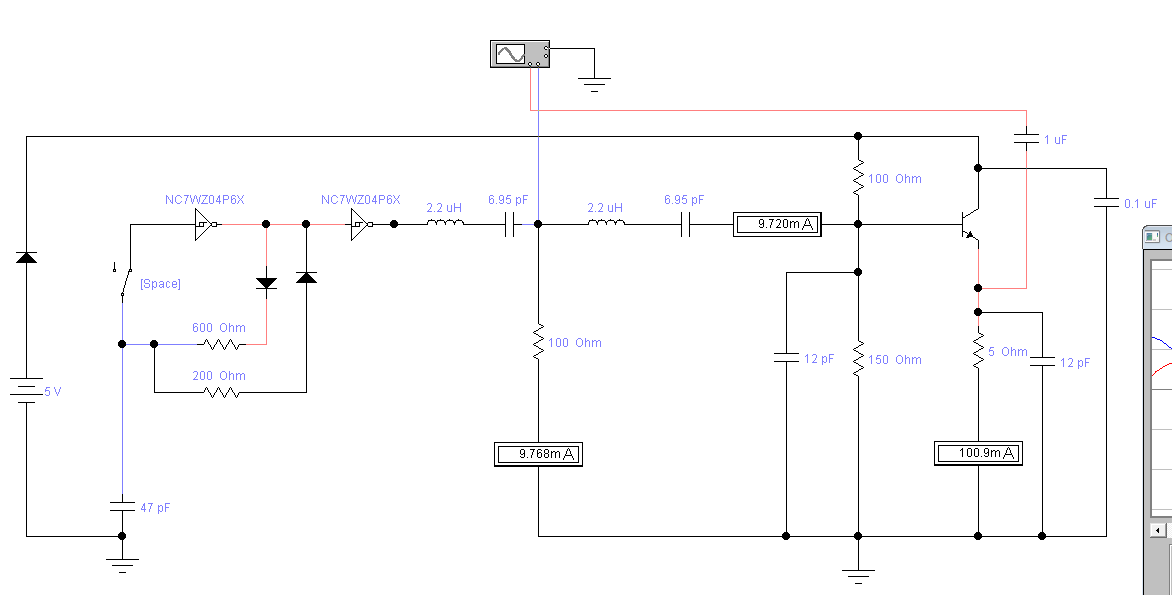 1 uF
100 Ohm
0.1 uF
NC7WZ04P6X
NC7WZ04P6X
2.2 uH
6.95 pF
2.2 uH
6.95 pF
9.720m A
[Space]
600 Ohm
200 Ohm
100 Ohm
12 pF
150 Ohm
5 Ohm
12 pF
5 V
9.768m A
100.9m A
47 pF